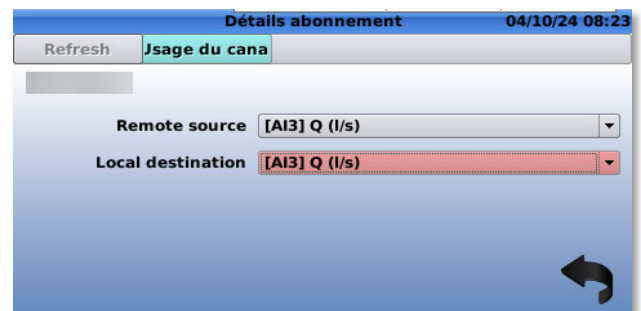 Détails abonnement 04/10/24 08:23
Refresh Jsage du cana
Remote source [AI3] Q (l/s)
Local destination [AI3] Q (l/s)